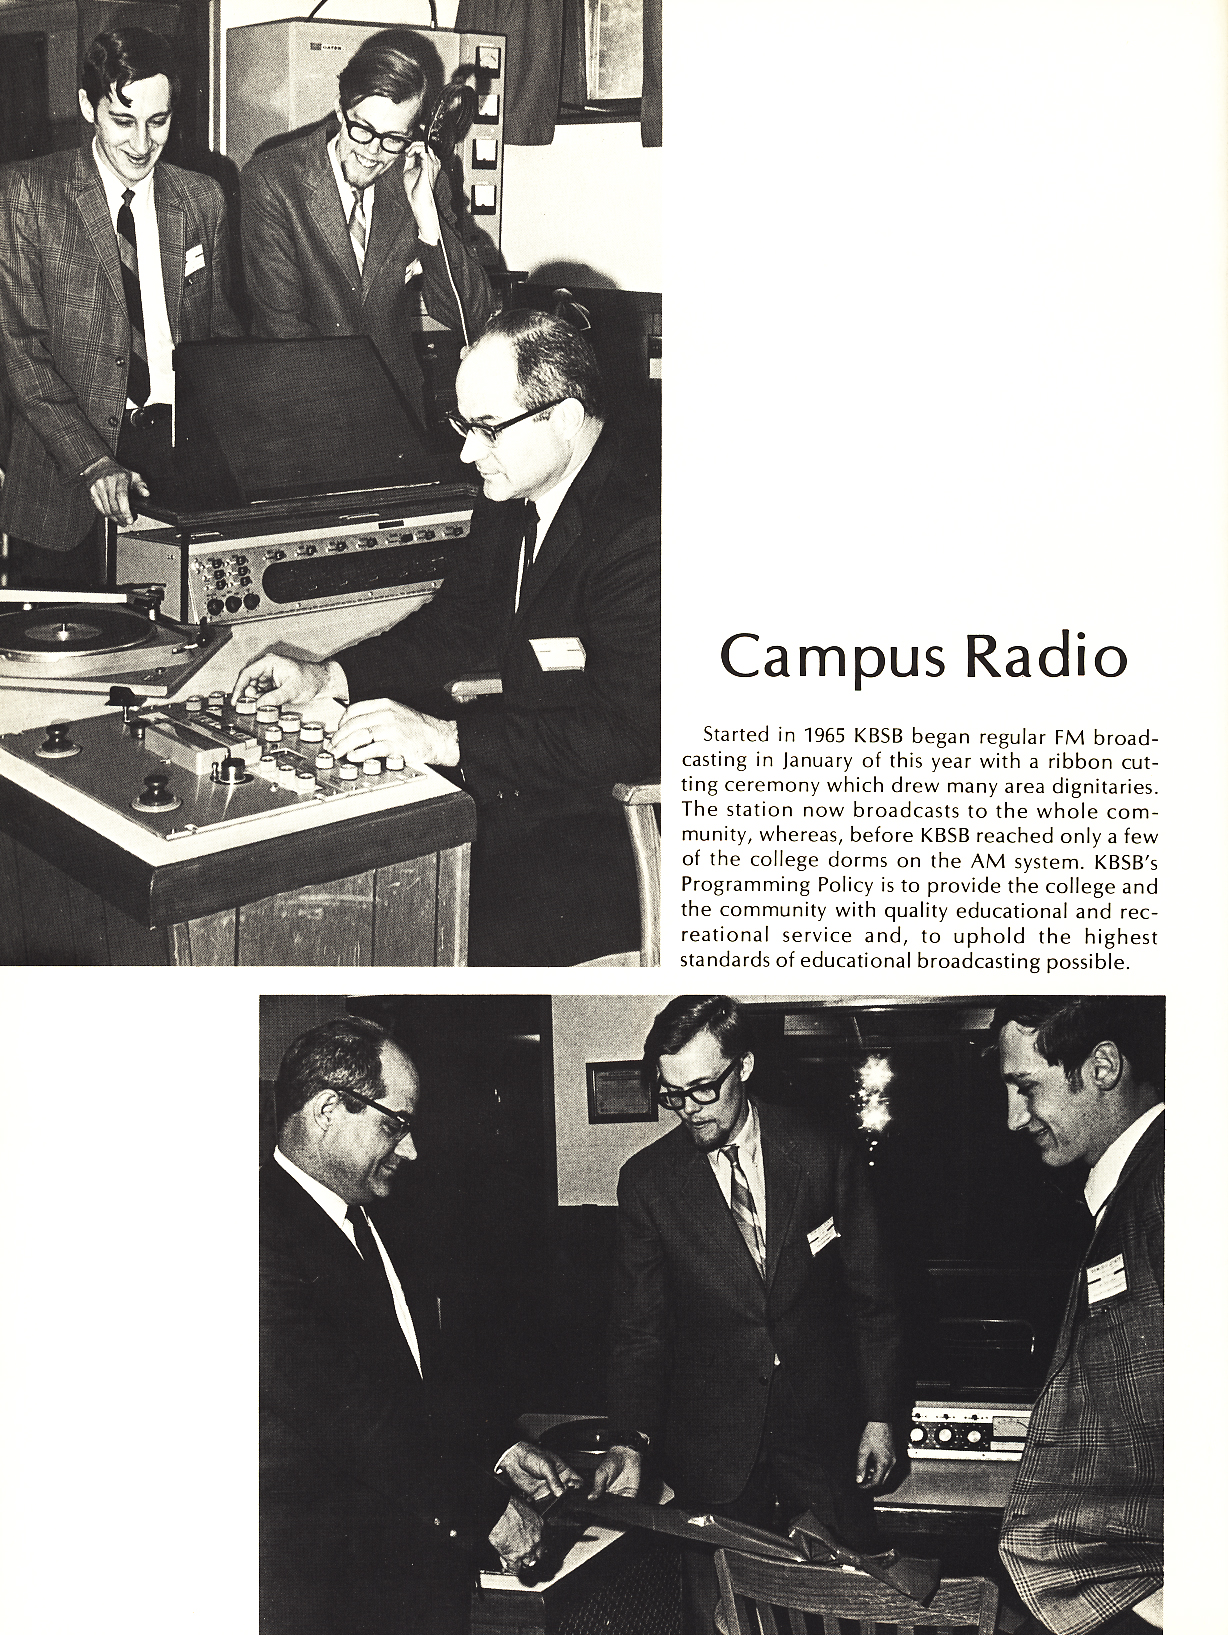 GATES
Campus Radio
Started in 1965 KBSB began regular FM broad-
casting in January of this year with a ribbon cut-
ting ceremony which drew many area dignitaries.
The station now broadcasts to the whole com-
munity, whereas, before KBSB reached only a few
of the college dorms on the AM system. KBSB's
Programming Policy is to provide the college and
the community with quality educational and rec-
reational service and, to uphold the highest
standards of educational broadcasting possible.